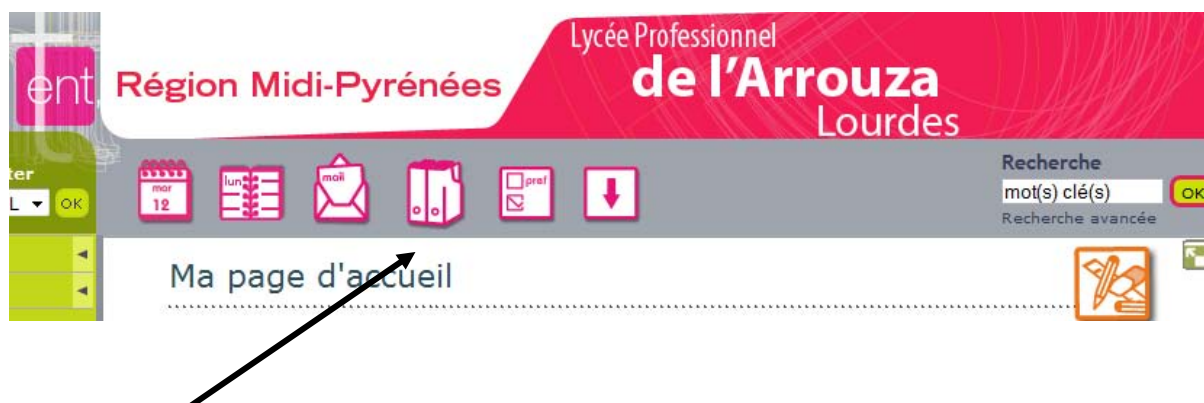 Lycée Professionnel
de l'Arrouza
Lourdes
ent
Région Midi-Pyrénées
ter
L OK
mar
12
lun
mail
pref
Recherche
mot(s) clé(s)
OK
Recherche avancée
Ma page d'accueil